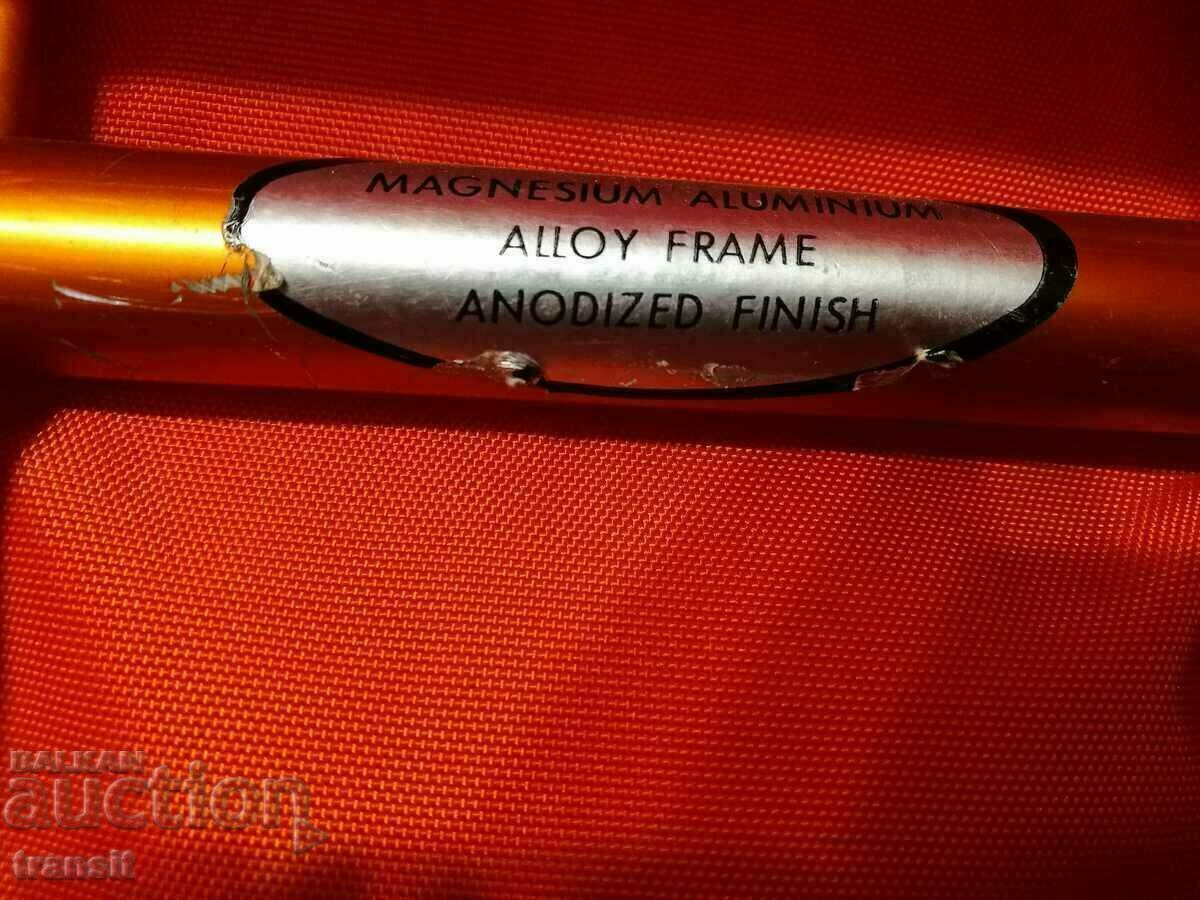 MAGNESIUM ALUMINIUM
ALLOY FRAME
ANODIZED FINISH
BALKAN
auction
transit